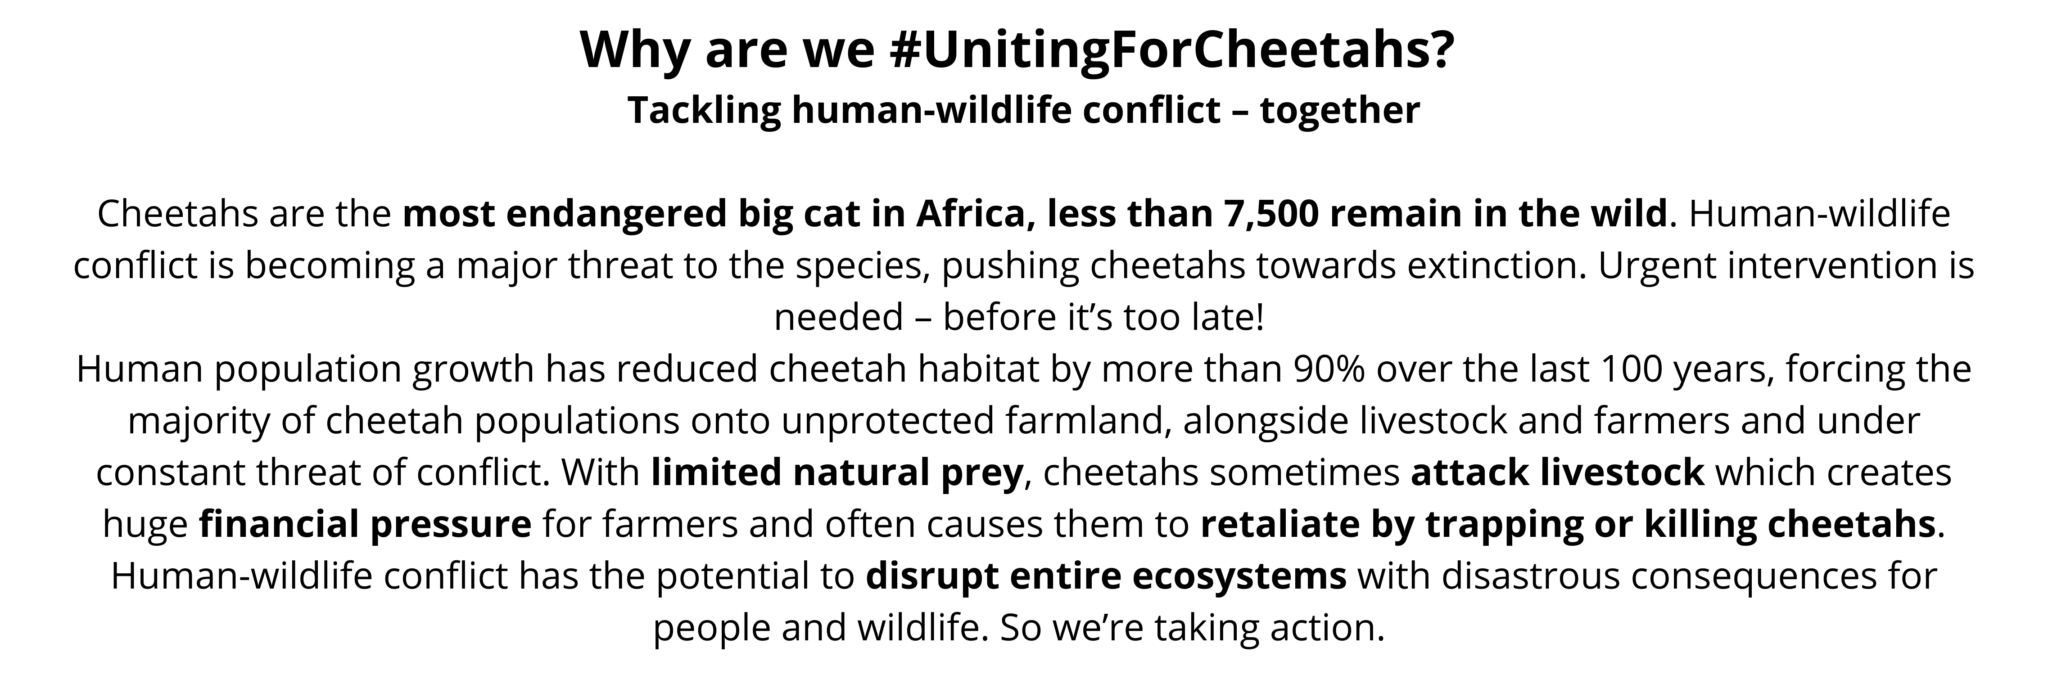 Why are we #UnitingForCheetahs?
Tackling human-wildlife conflict – together
Cheetahs are the most endangered big cat in Africa, less than 7,500 remain in the wild. Human-wildlife
conflict is becoming a major threat to the species, pushing cheetahs towards extinction. Urgent intervention is
needed – before it’s too late!
Human population growth has reduced cheetah habitat by more than 90% over the last 100 years, forcing the
majority of cheetah populations onto unprotected farmland, alongside livestock and farmers and under
constant threat of conflict. With limited natural prey, cheetahs sometimes attack livestock which creates
huge financial pressure for farmers and often causes them to retaliate by trapping or killing cheetahs.
Human-wildlife conflict has the potential to disrupt entire ecosystems with disastrous consequences for
people and wildlife. So we’re taking action.